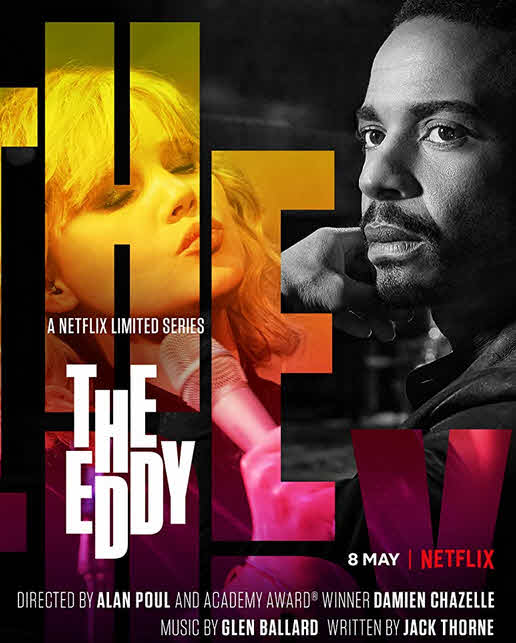 THE
A NETFLIX LIMITED SERIES
THE
EDDY
8 MAY | NETFLIX
DIRECTED BY ALAN POUL AND ACADEMY AWARD® WINNER DAMIEN CHAZELLE
MUSIC BY GLEN BALLARD WRITTEN BY JACK THORNE